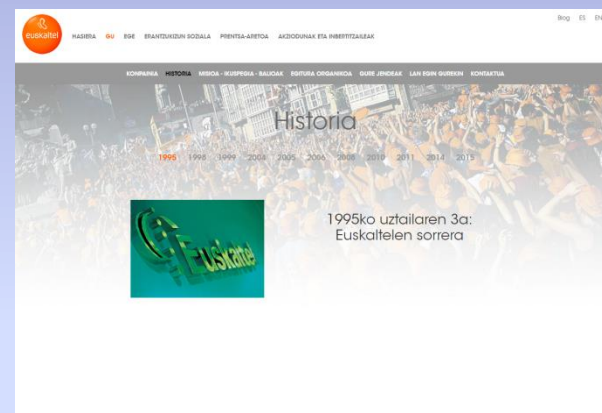 Blog ES EN
euskaltel
HASIERA GU EGE ERANTZUKIZUN SOZIALA PRENTSA-ARETOA AKZIODUNAK ETA INBERTITZAILEAK
KONPAINIA HISTORIA MISIOA - IKUSPEGIA - BALIOAK EGITURA ORGANIKOA GURE JENDEAK LAN EGIN GUREKIN KONTAKTUA
Historia
1995 1998 1999 2004 2005 2006 2008 2010 2011 2014 2015
Euskaltel
1995ko uztailaren 3a:
Euskaltelen sorrera